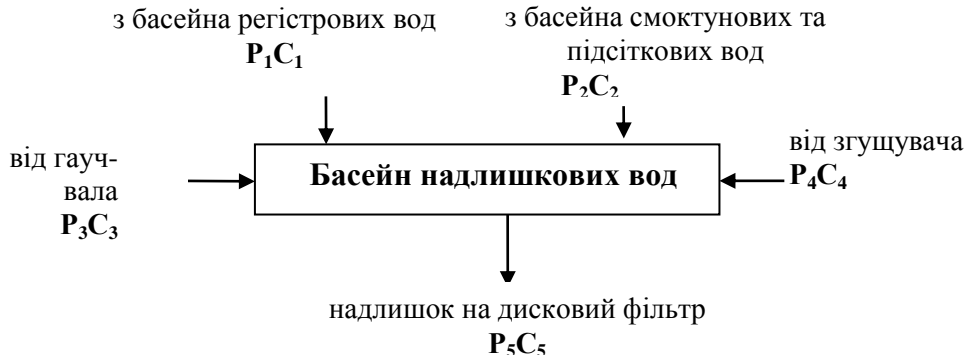 з басейна регістрових вод
P₁C₁
з басейна смоктунових та
підсіткових вод
P₂C₂
від гауч-
вала
P₃C₃
Басейн надлишкових вод
від згущувача
P₄C₄
надлишок на дисковий фільтр
P₅C₅